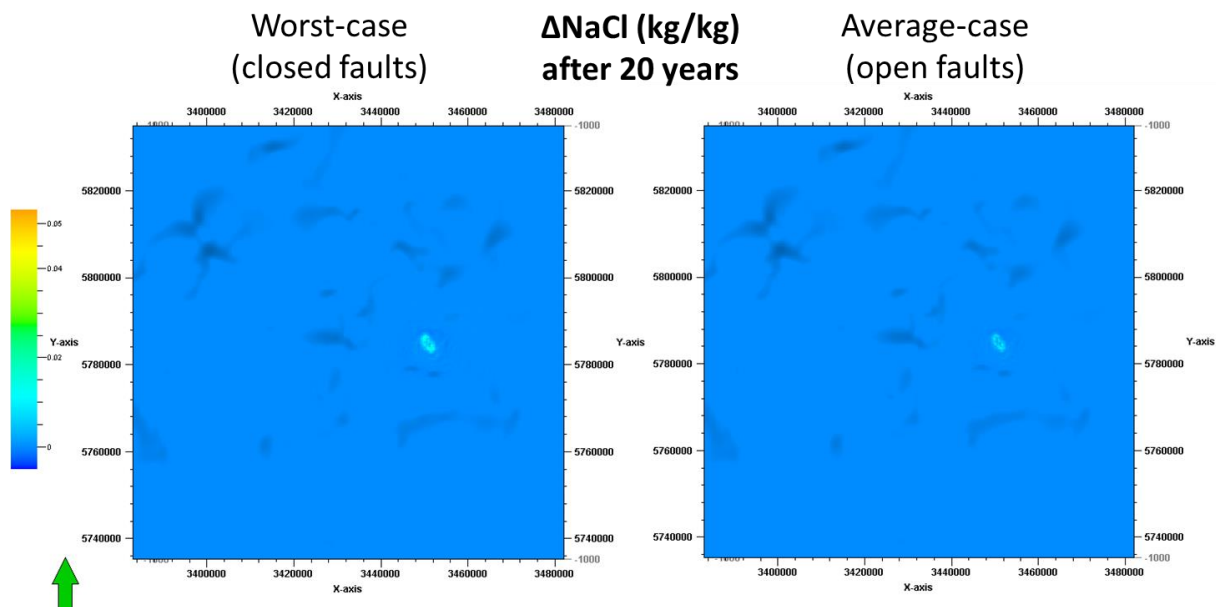 Worst-case
(closed faults)
ΔNaCl (kg/kg)
after 20 years
Average-case
(open faults)
X-axis
3400000 3420000 3440000 3460000 3480000
-1000
5820000 5820000
5800000 5800000
Y-axis Y-axis
5780000 5780000
5760000 5760000
5740000 5740000
-1000
3400000 3420000 3440000 3460000 3480000
X-axis
0.05
0.04
0.02
0
X-axis
3400000 3420000 3440000 3460000 3480000
-1000
5820000 5820000
5800000 5800000
Y-axis
5780000 5780000
5760000 5760000
5740000 5740000
-1000
3400000 3420000 3440000 3460000 3480000
X-axis